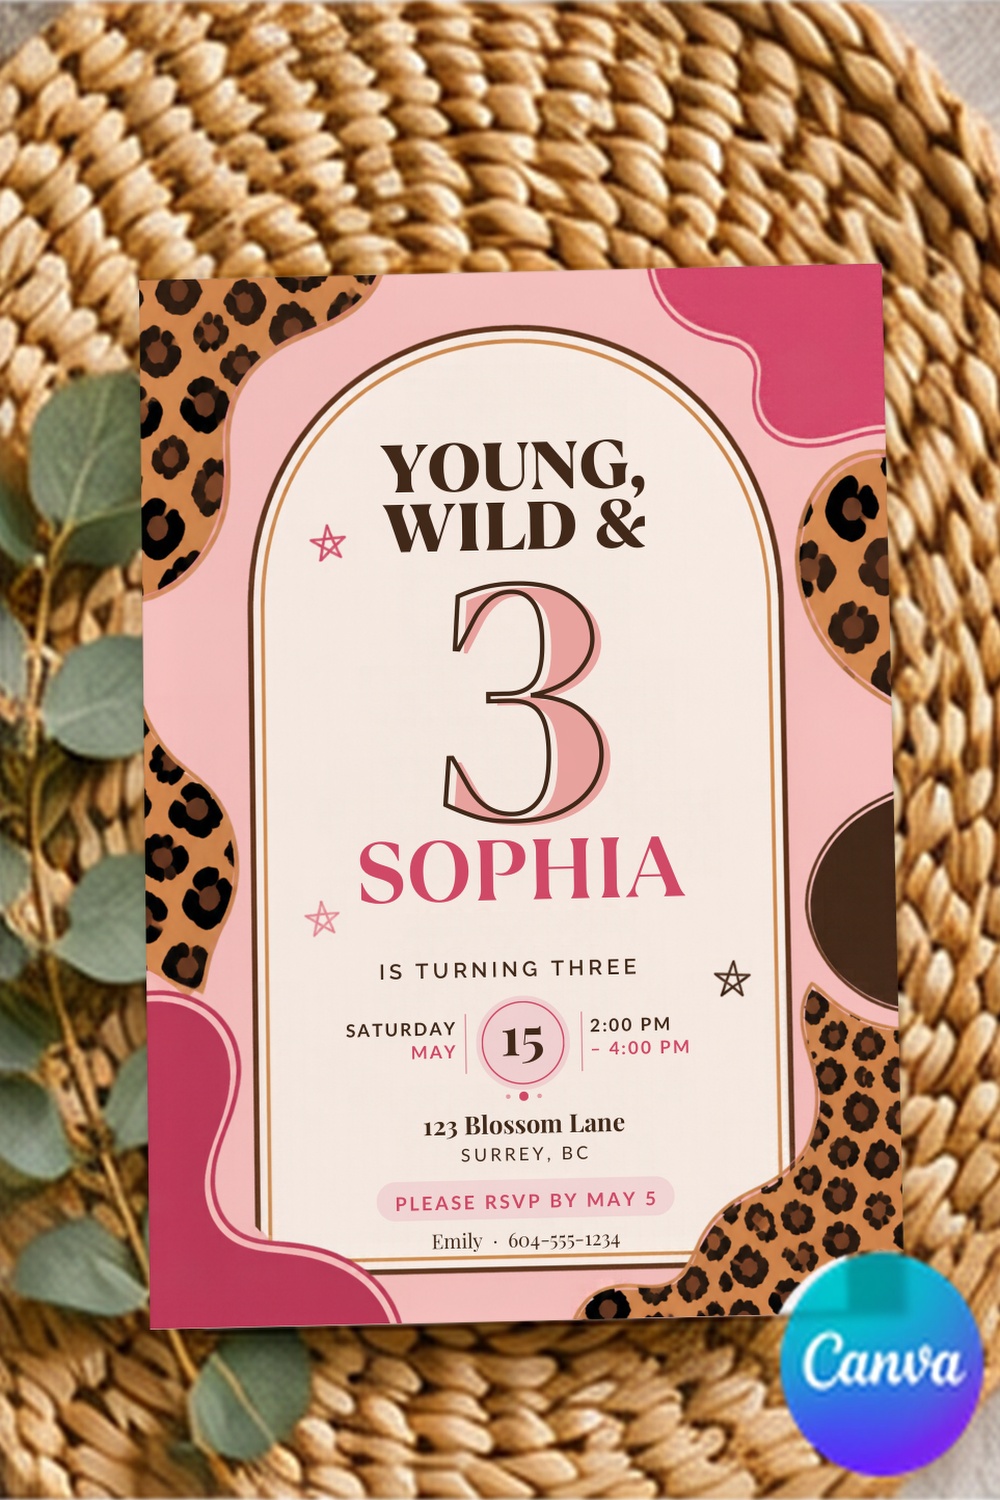 YOUNG,
WILD &
3
SOPHIA
IS TURNING THREE
SATURDAY
MAY
15
2:00 PM
– 4:00 PM
123 Blossom Lane
SURREY, BC
PLEASE RSVP BY MAY 5
Emily · 604-555-1234
Canva